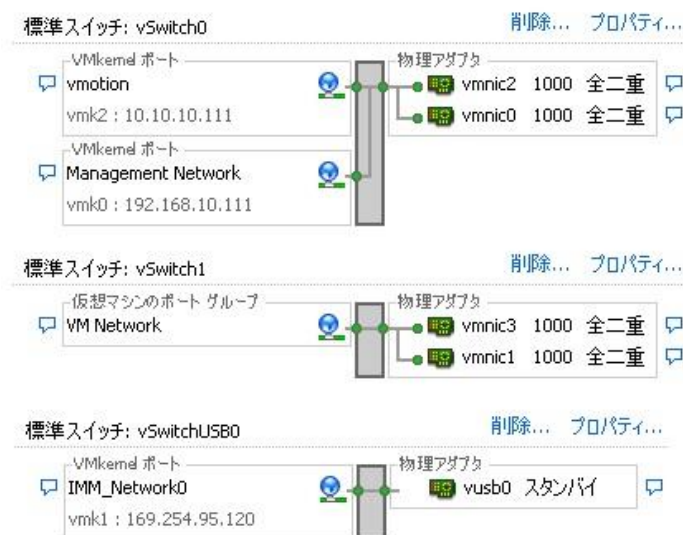 標準スイッチ: vSwitch0 削除... プロパティ...
VMkernel ポート 物理アダプタ
vmotion vmnic2 1000 全二重
vmk2 : 10.10.10.111 vmnic0 1000 全二重
VMkernel ポート
Management Network
vmk0 : 192.168.10.111
標準スイッチ: vSwitch1 削除... プロパティ...
仮想マシンのポート グループ 物理アダプタ
VM Network vmnic3 1000 全二重
vmnic1 1000 全二重
標準スイッチ: vSwitchUSB0 削除... プロパティ...
VMkernel ポート 物理アダプタ
IMM_Network0 vusb0 スタンバイ
vmk1 : 169.254.95.120